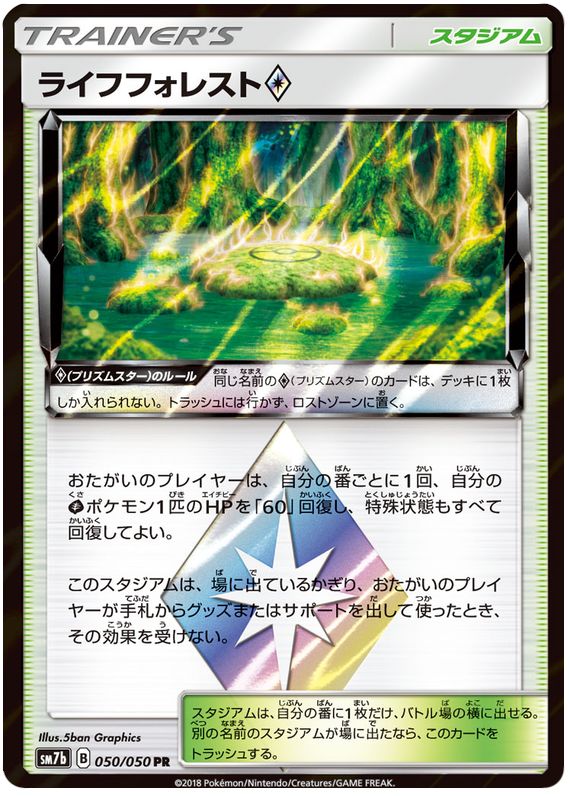 TRAINER'S
スタジアム
ライフフォレスト◇
◇(プリズムスター)のルール 同じ名前の◇(プリズムスター)のカードは、デッキに1枚
しか入れられない。トラッシュには行かず、ロストゾーンに置く。
おたがいのプレイヤーは、自分の番ごとに1回、自分の
ポケモン1匹のHPを「60」回復し、特殊状態もすべて
回復してよい。
このスタジアムは、場に出ているかぎり、おたがいのプレイ
ヤーが手札からグッズまたはサポートを出して使ったとき、
その効果を受けない。
スタジアムは、自分の番に1枚だけ、バトル場の横に出せる。
別の名前のスタジアムが場に出たなら、このカードを
トラッシュする。
Illus.5ban Graphics
sm7b B 050/050 PR
©2018 Pokémon/Nintendo/Creatures/GAME FREAK.